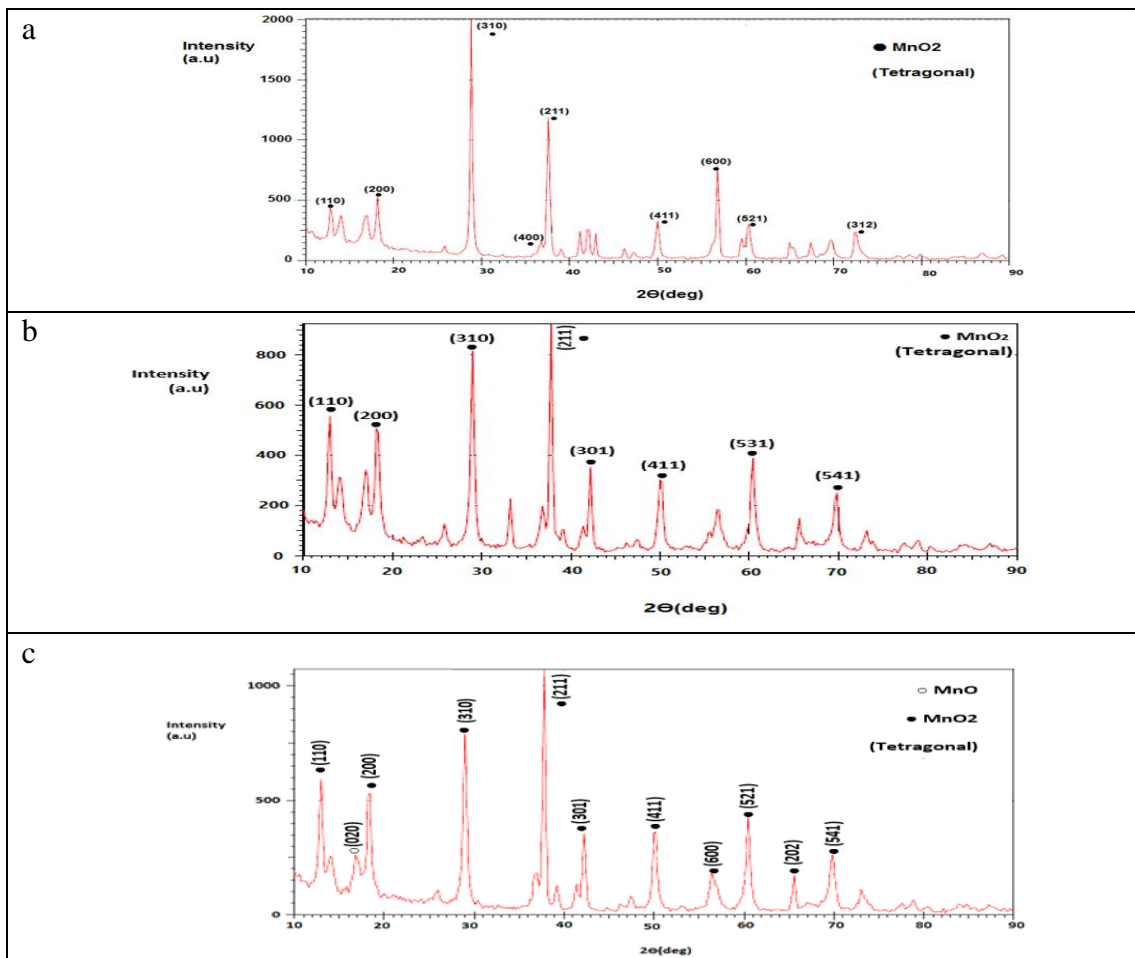 a
Intensity
(a.u)
2000
1500
1000
500
0
(310)
MnO2
(Tetragonal)
(211)
(600)
(110)
(200)
(400)
(411)
(521)
(312)
10 20 30 40 50 60 70 80 90
2Θ(deg)
b
Intensity
(a.u)
800
600
400
200
0
(310)
(211)
MnO2
(Tetragonal)
(110)
(200)
(301)
(411)
(531)
(541)
10 20 30 40 50 60 70 80 90
2Θ(deg)
c
Intensity
(a.u)
1000
500
0
(110)
(020)
(200)
(310)
(211)
(301)
(411)
(600)
(521)
(202)
(541)
MnO
MnO2
(Tetragonal)
10 20 30 40 50 60 70 80 90
2Θ(deg)